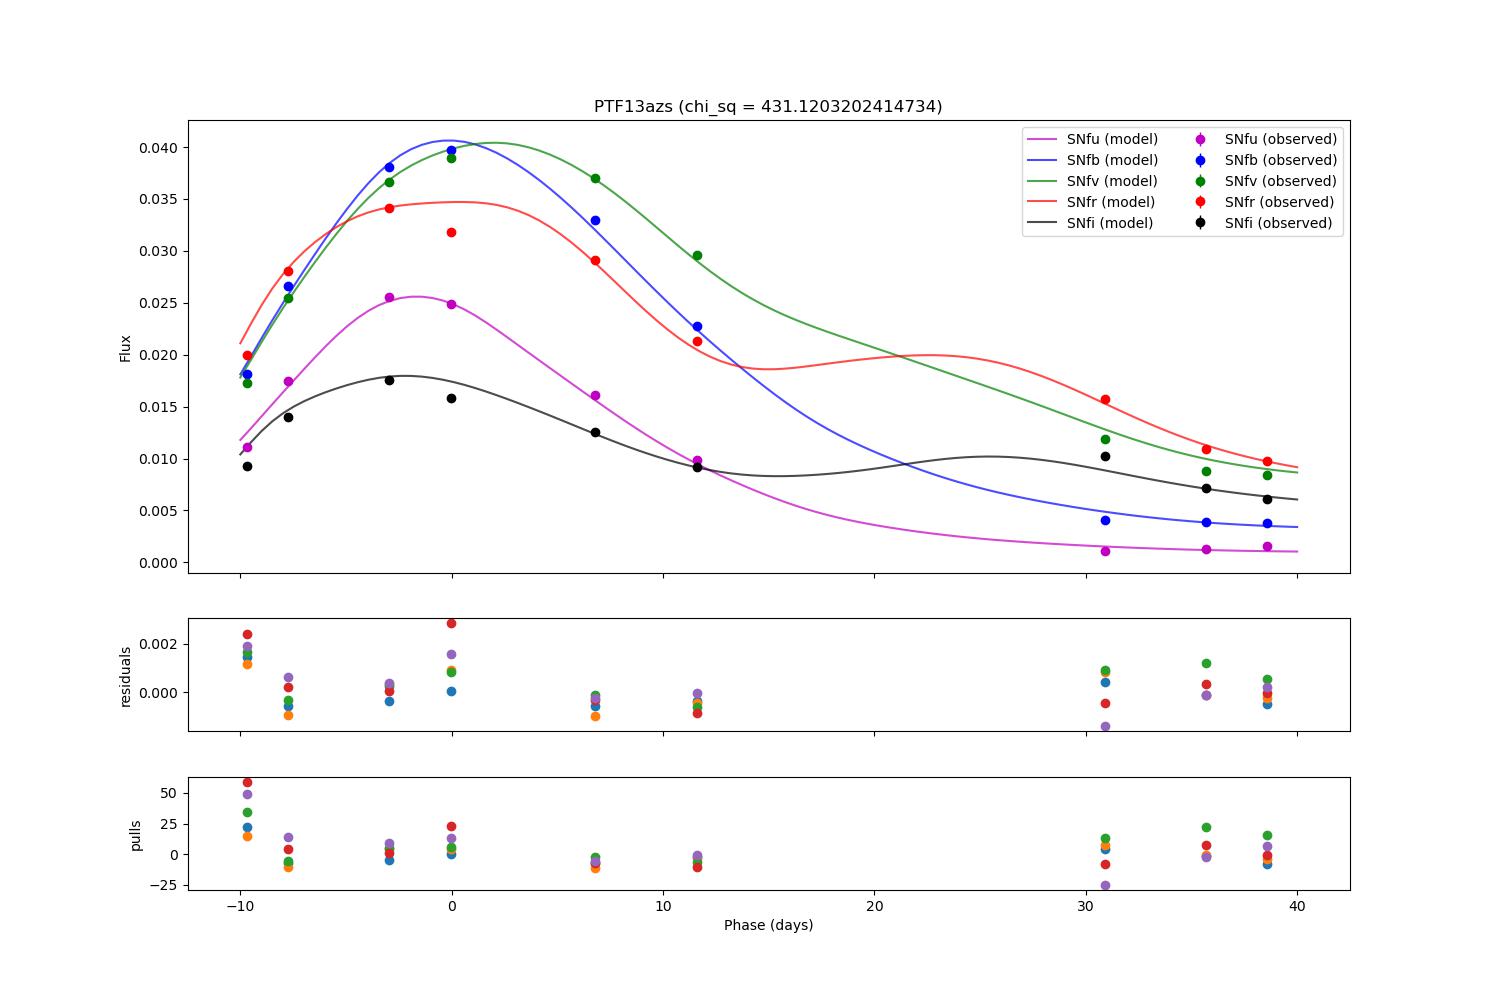 PTF13azs (chi_sq = 431.1203202414734)
SNfu (model) SNfu (observed)
SNfb (model) SNfb (observed)
SNfv (model) SNfv (observed)
SNfr (model) SNfr (observed)
SNfi (model) SNfi (observed)
0.040
0.035
0.030
0.025
0.020
0.015
0.010
0.005
0.000
Flux
0.002
0.000
residuals
50
25
0
−25
pulls
−10 0 10 20 30 40
Phase (days)